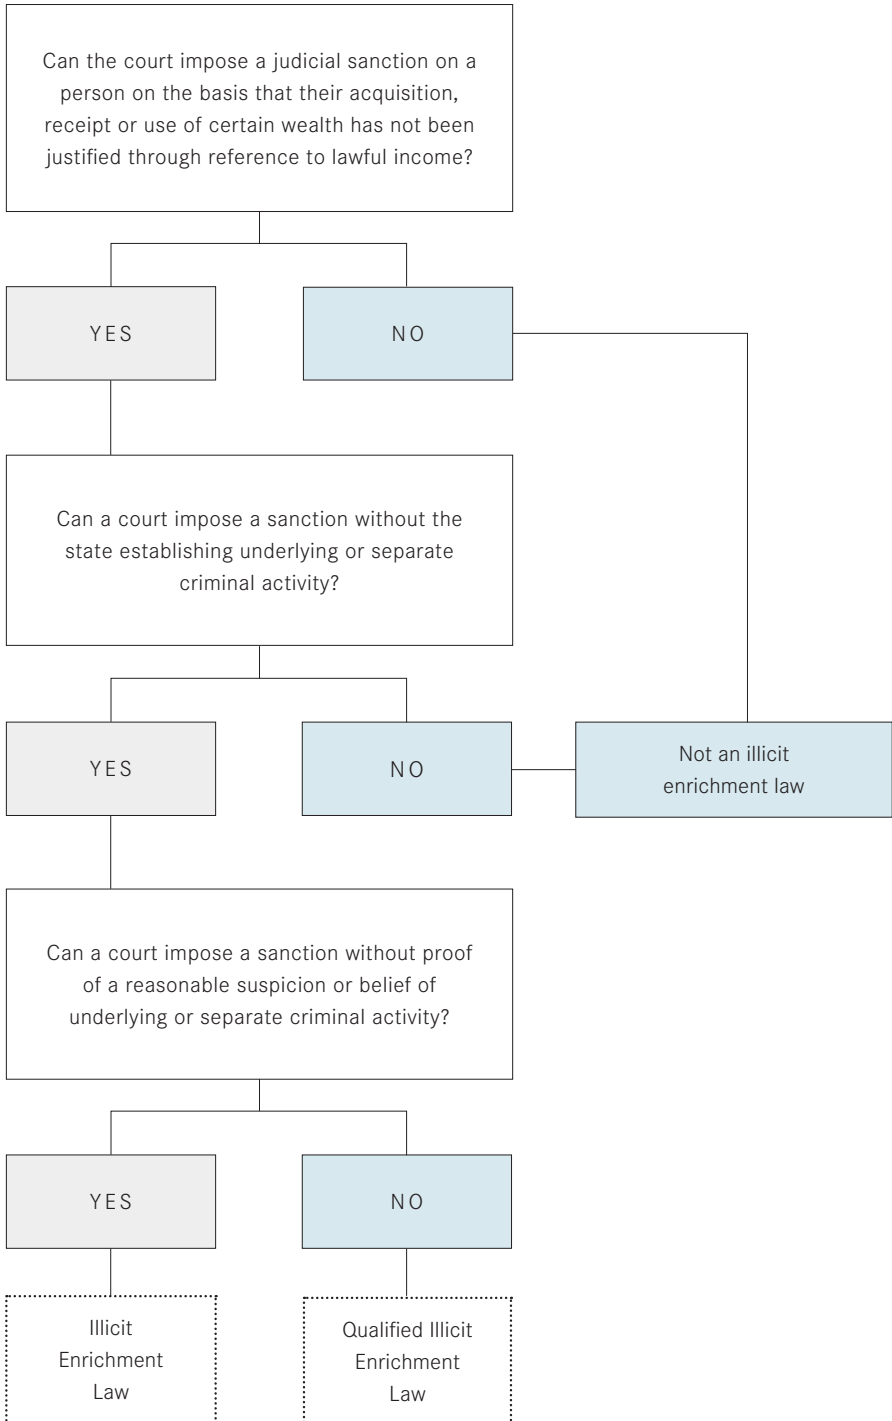 Can the court impose a judicial sanction on a
person on the basis that their acquisition,
receipt or use of certain wealth has not been
justified through reference to lawful income?
YES
NO
Can a court impose a sanction without the
state establishing underlying or separate
criminal activity?
YES
NO
Not an illicit
enrichment law
Can a court impose a sanction without proof
of a reasonable suspicion or belief of
underlying or separate criminal activity?
YES
NO
Illicit
Enrichment
Law
Qualified Illicit
Enrichment
Law